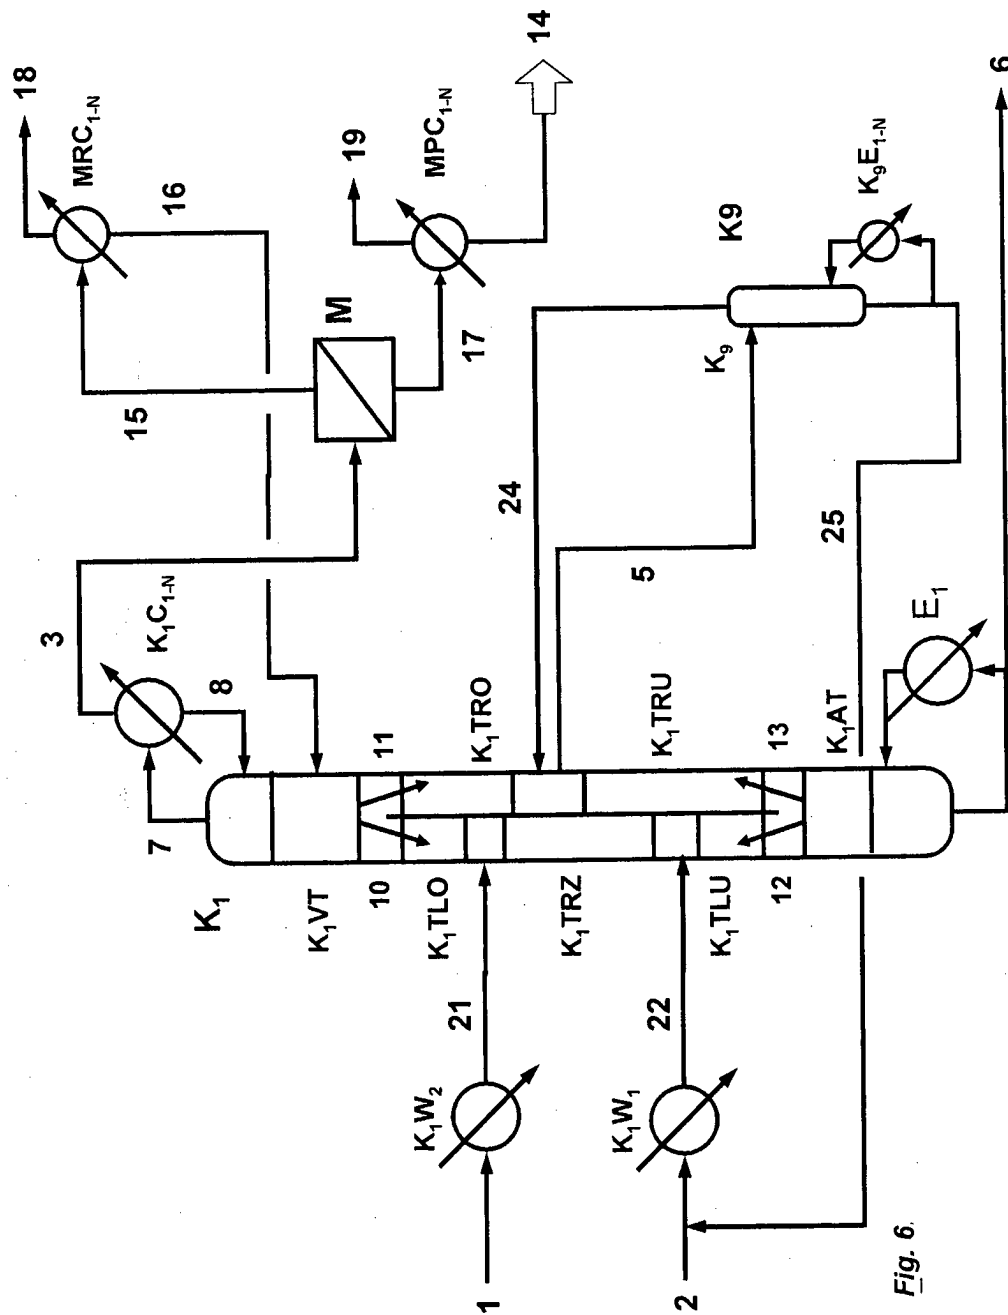 18
MRC1-N
16
14
19
MPC1-N
M
17
15
3
K1C1-N
8
7
K1
K1VT
10
11
K1TLO
K1TRO
24
5
K9
K9
K9E1-N
6
K1TRZ
K1TRU
K1TLU
12
13
K1AT
25
E1
21
22
K1W2
K1W1
1
2
Fig. 6.